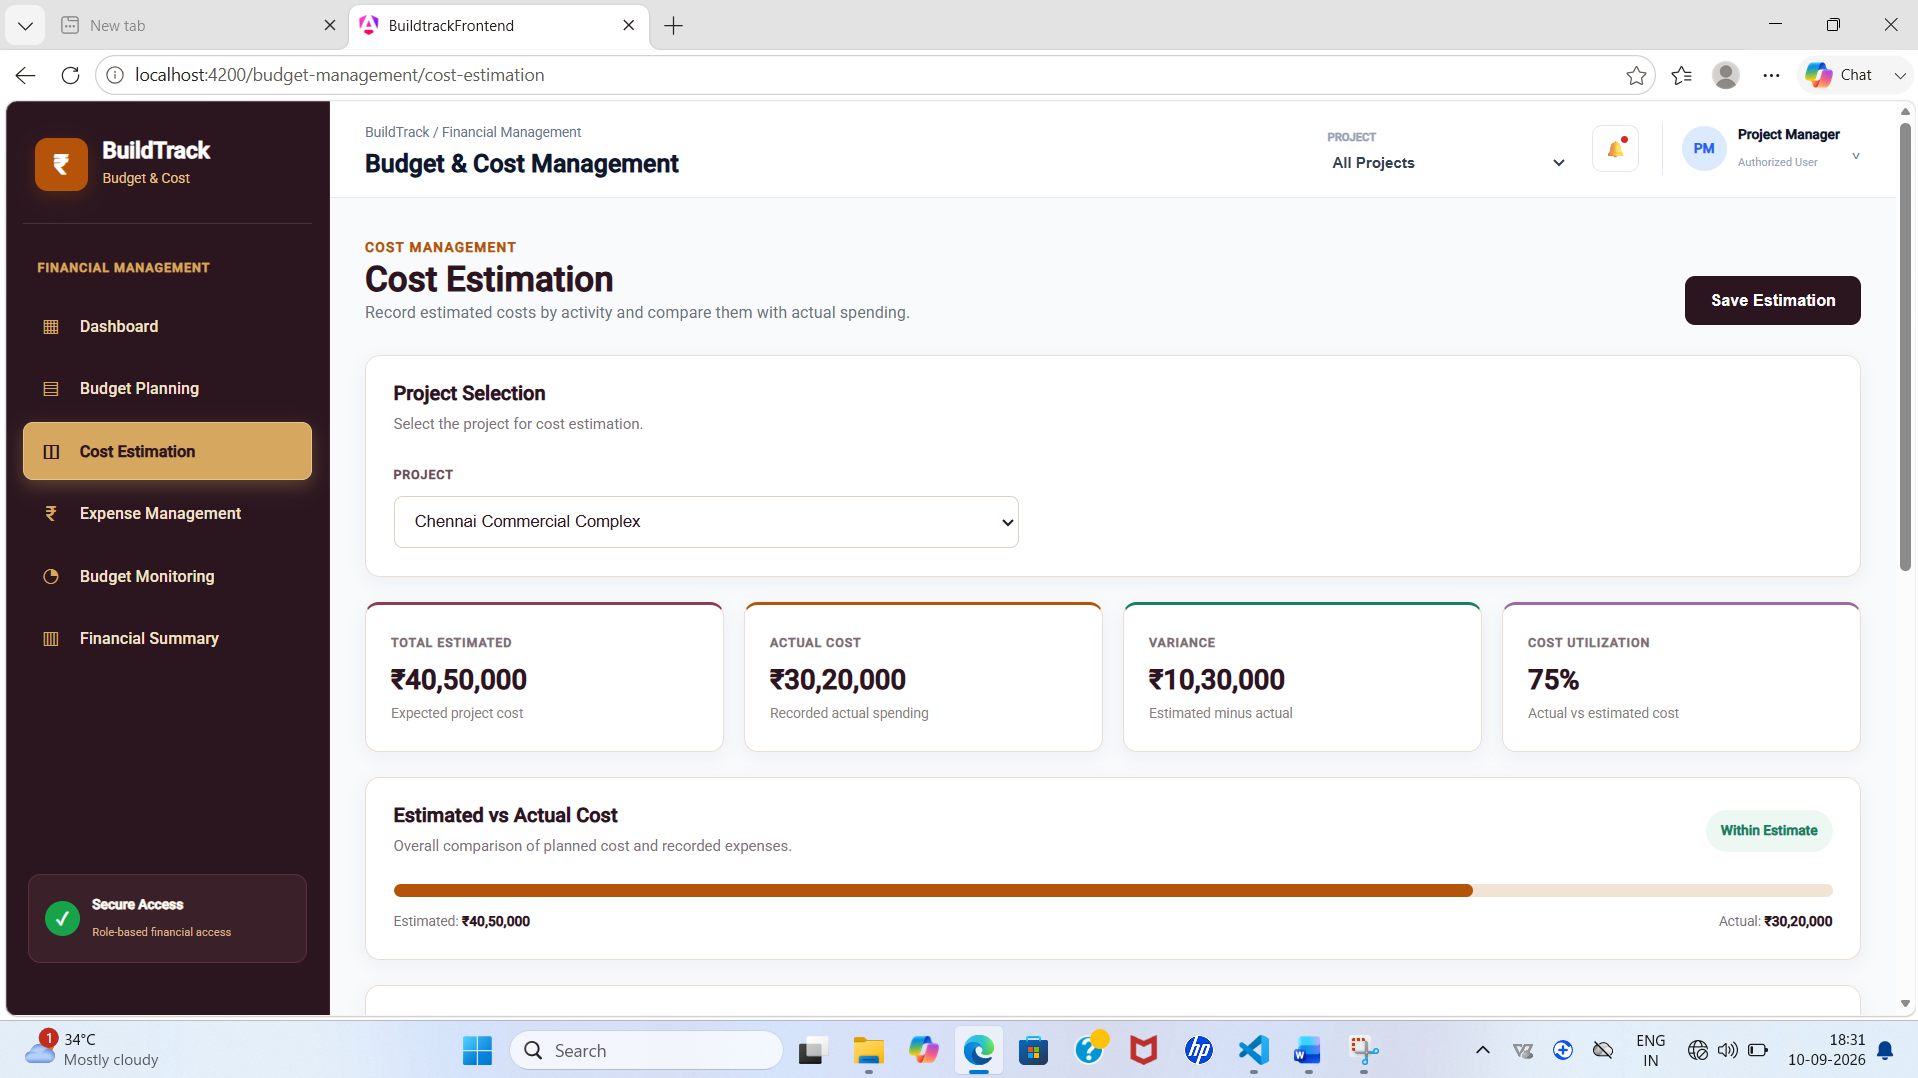 New tab
BuildtrackFrontend
localhost:4200/budget-management/cost-estimation
Chat
₹
BuildTrack
Budget & Cost
FINANCIAL MANAGEMENT
Dashboard
Budget Planning
Cost Estimation
₹ Expense Management
Budget Monitoring
Financial Summary
Secure Access
Role-based financial access
BuildTrack / Financial Management
Budget & Cost Management
PROJECT
All Projects
PM
Project Manager
Authorized User
v
COST MANAGEMENT
Cost Estimation
Record estimated costs by activity and compare them with actual spending.
Save Estimation
Project Selection
Select the project for cost estimation.
PROJECT
Chennai Commercial Complex
TOTAL ESTIMATED
₹40,50,000
Expected project cost
ACTUAL COST
₹30,20,000
Recorded actual spending
VARIANCE
₹10,30,000
Estimated minus actual
COST UTILIZATION
75%
Actual vs estimated cost
Estimated vs Actual Cost
Overall comparison of planned cost and recorded expenses.
Within Estimate
Estimated: ₹40,50,000
Actual: ₹30,20,000
1
34°C
Mostly cloudy
Search
ENG
IN
18:31
10-09-2026